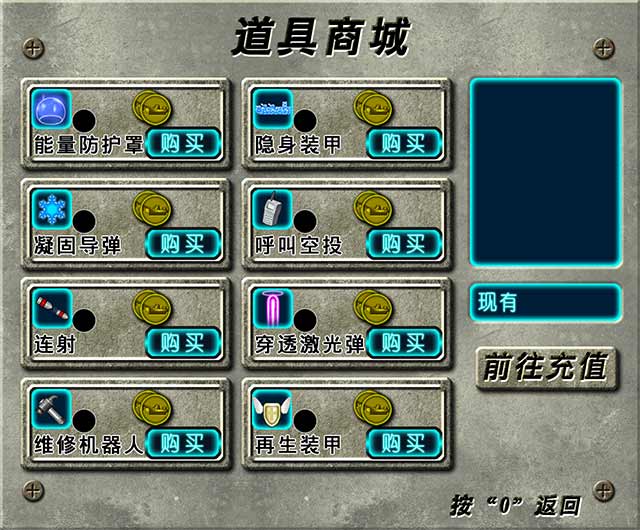 道具商城
能量防护罩 购买
隐身装甲 购买
凝固导弹 购买
呼叫空投 购买
连射 购买
穿透激光弹 购买
维修机器人 购买
再生装甲 购买
现有
前往充值
按“0”返回